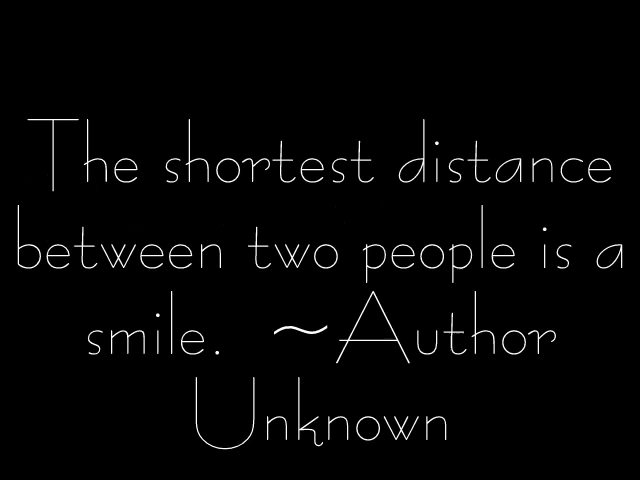 The shortest distance
between two people is a
smile. ~Author
Unknown